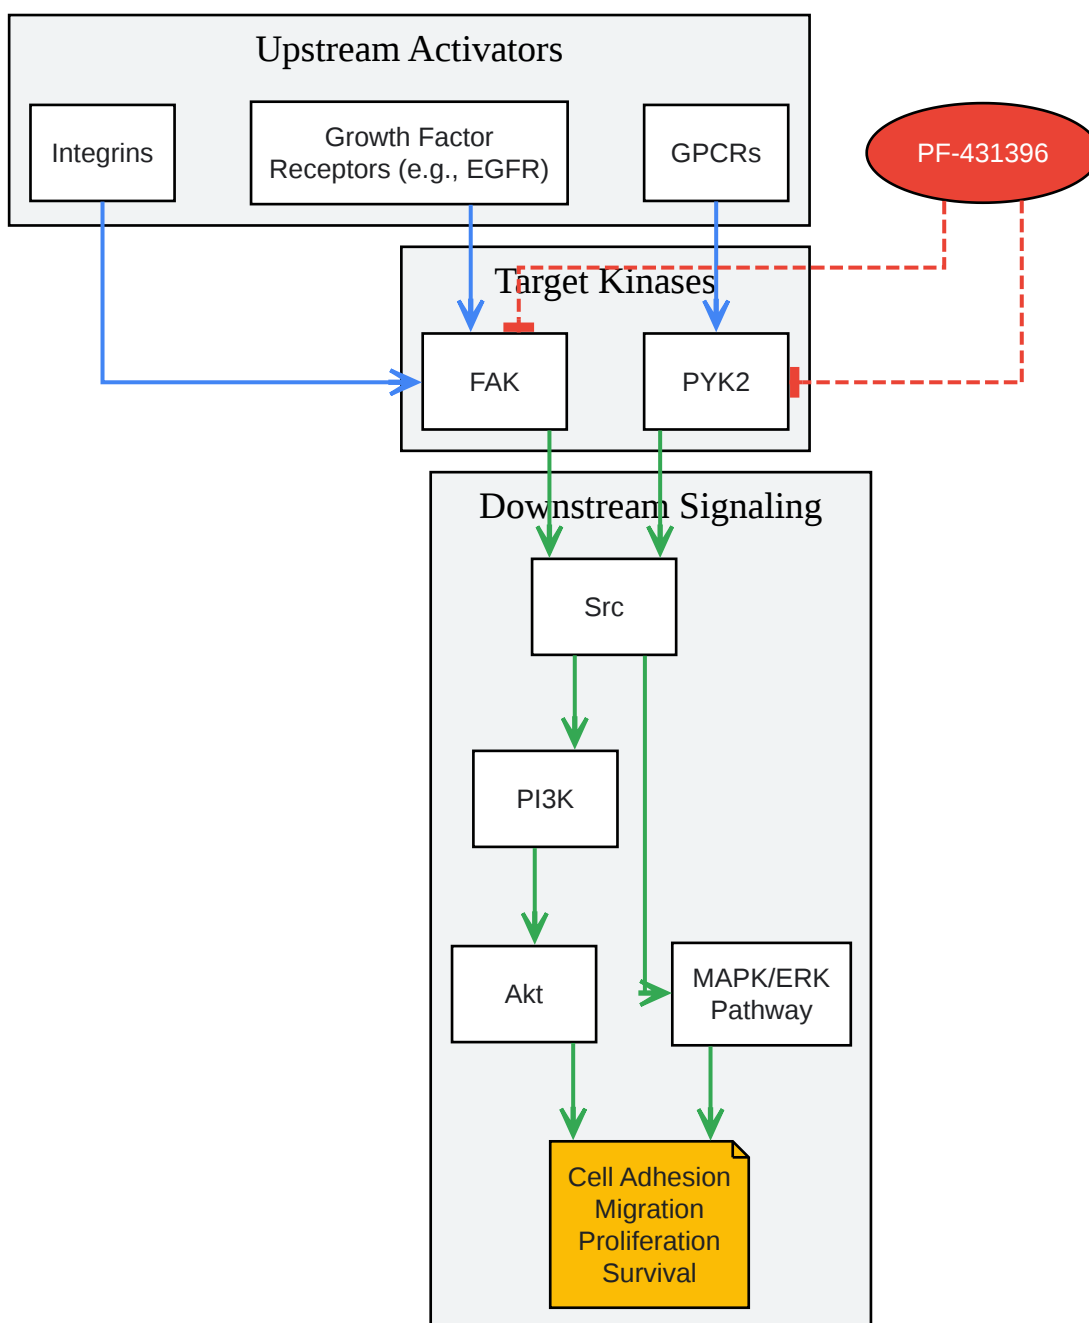 Upstream Activators
Integrins
Growth Factor
Receptors (e.g., EGFR)
GPCRs
PF-431396
Target Kinases
FAK
PYK2
Downstream Signaling
Src
PI3K
Akt
MAPK/ERK
Pathway
Cell Adhesion
Migration
Proliferation
Survival